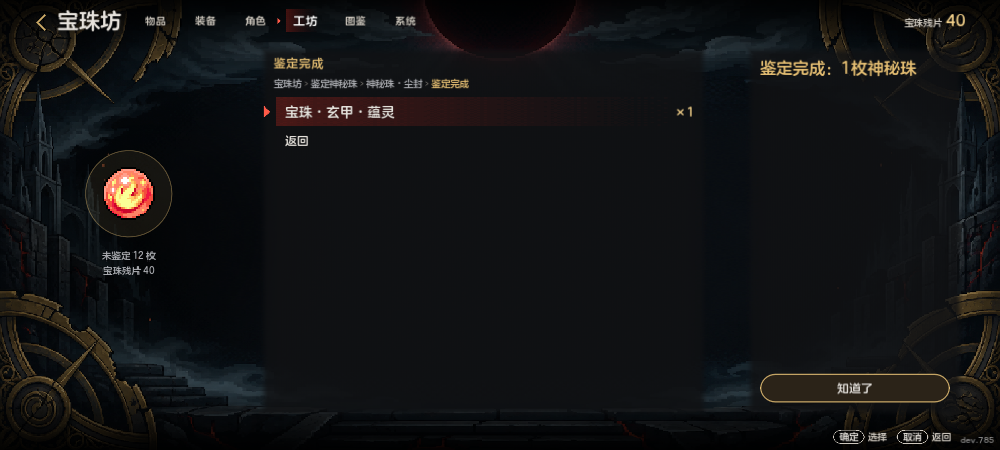 宝珠坊 物品 装备 角色 工坊 图鉴 系统 宝珠残片 40
鉴定完成
宝珠坊 › 鉴定神秘珠 › 神秘珠·尘封 › 鉴定完成
宝珠·玄甲·蕴灵 ×1
返回
未鉴定 12 枚
宝珠残片 40
鉴定完成：1枚神秘珠
知道了
确定 选择 取消 返回 dev.785